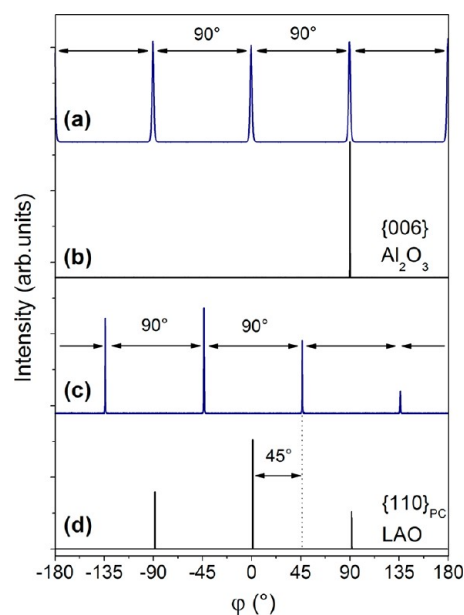 90° 90°
(a)
{006}
(b) Al₂O₃
90° 90°
(c)
45°
{110}PC
(d) LAO
-180 -135 -90 -45 0 45 90 135 180
φ (°)
Intensity (arb.units)